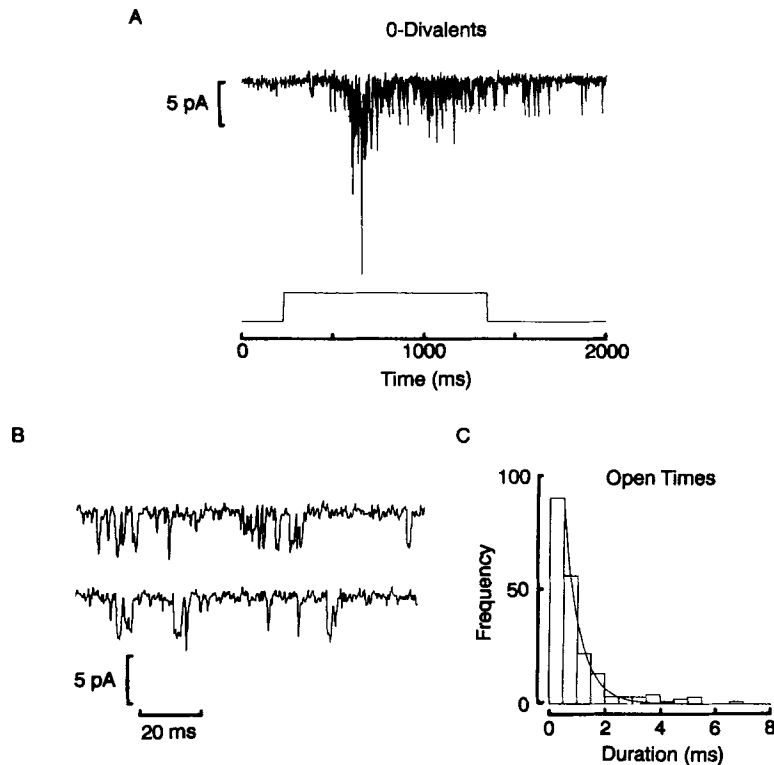 A
0-Divalents
5 pA
0 1000 2000
Time (ms)
B
5 pA
20 ms
C
Open Times
100
50
0
Frequency
0 2 4 6 8
Duration (ms)